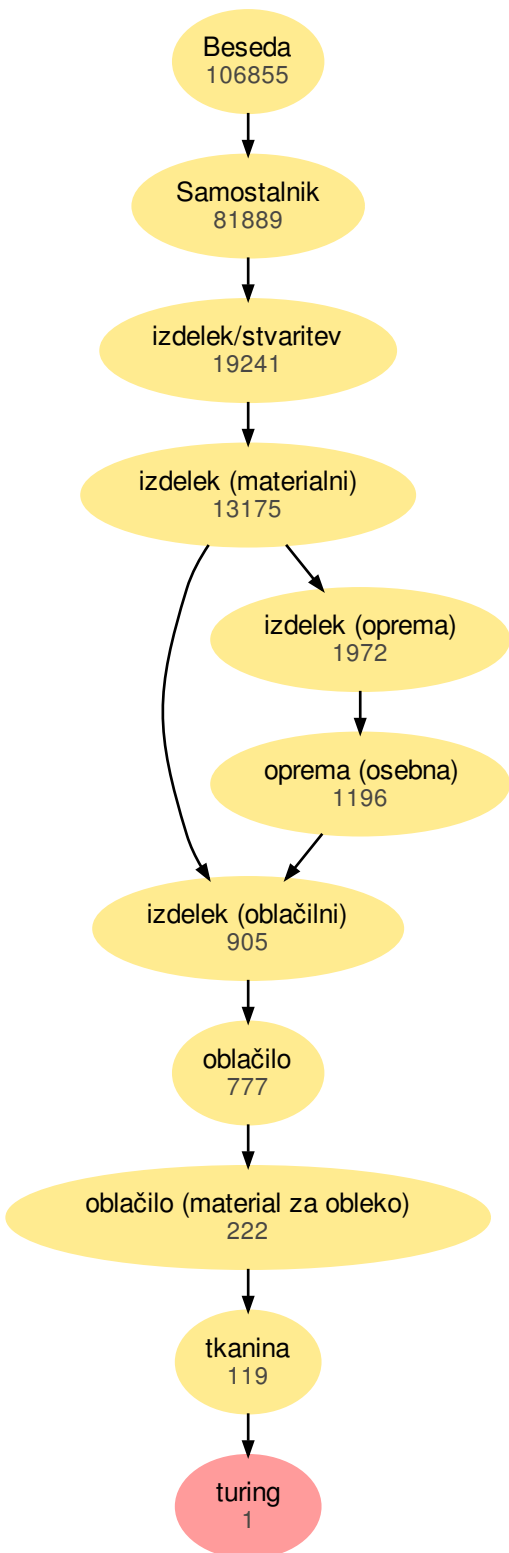 Beseda
106855
Samostalnik
81889
izdelek/stvaritev
19241
izdelek (materialni)
13175
izdelek (oprema)
1972
oprema (osebna)
1196
izdelek (oblačilni)
905
oblačilo
777
oblačilo (material za obleko)
222
tkanina
119
turing
1